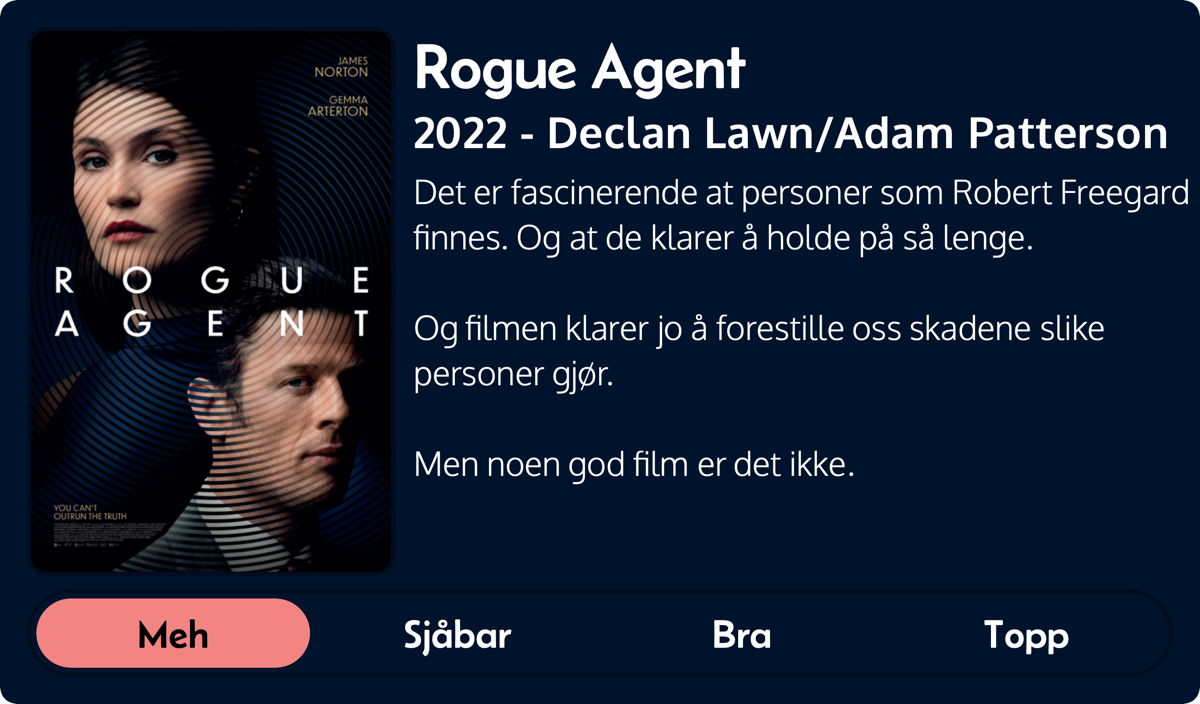 JAMES
NORTON
GEMMA
ARTERTON
ROGUE
AGENT
YOU CAN'T
OUTRUN THE TRUTH
Rogue Agent
2022 - Declan Lawn/Adam Patterson
Det er fascinerende at personer som Robert Freegard
finnes. Og at de klarer å holde på så lenge.
Og filmen klarer jo å forestille oss skadene slike
personer gjør.
Men noen god film er det ikke.
Meh
Sjåbar
Bra
Topp